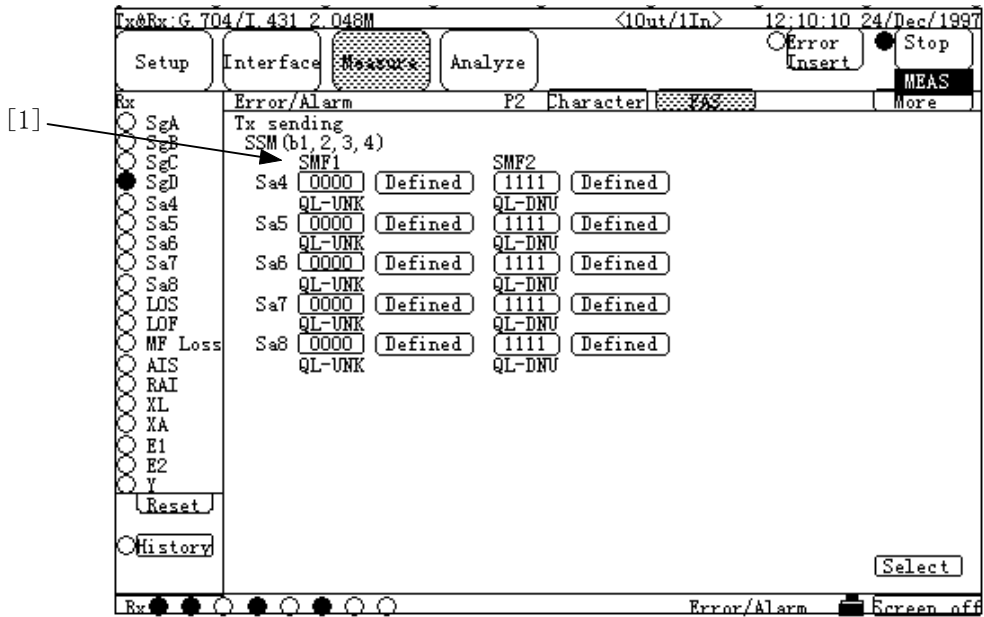 Tx&Rx:G.704/I.431 2.048M <1Out/1In> 12:10:10 24/Dec/1997
Setup Interface Measure Analyze Error Insert Stop
MEAS
Rx Error/Alarm P2 Character FAS More
[1]
SgA Tx sending
SgB SSM(b1,2,3,4)
SgC SMF1 SMF2
SgD Sa4 0000 Defined 1111 Defined
Sa4 QL-UNK QL-DNU
Sa5 Sa5 0000 Defined 1111 Defined
Sa6 QL-UNK QL-DNU
Sa7 Sa6 0000 Defined 1111 Defined
Sa8 QL-UNK QL-DNU
LOS Sa7 0000 Defined 1111 Defined
LOF QL-UNK QL-DNU
MF Loss Sa8 0000 Defined 1111 Defined
AIS QL-UNK QL-DNU
RAI
XL
XA
E1
E2
Y
Reset
History
Select
Rx Error/Alarm Screen off